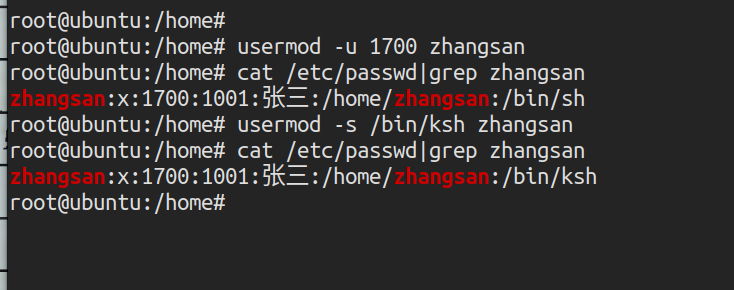 root@ubuntu:/home#
root@ubuntu:/home# usermod -u 1700 zhangsan
root@ubuntu:/home# cat /etc/passwd|grep zhangsan
zhangsan:x:1700:1001:张三:/home/zhangsan:/bin/sh
root@ubuntu:/home# usermod -s /bin/ksh zhangsan
root@ubuntu:/home# cat /etc/passwd|grep zhangsan
zhangsan:x:1700:1001:张三:/home/zhangsan:/bin/ksh
root@ubuntu:/home#